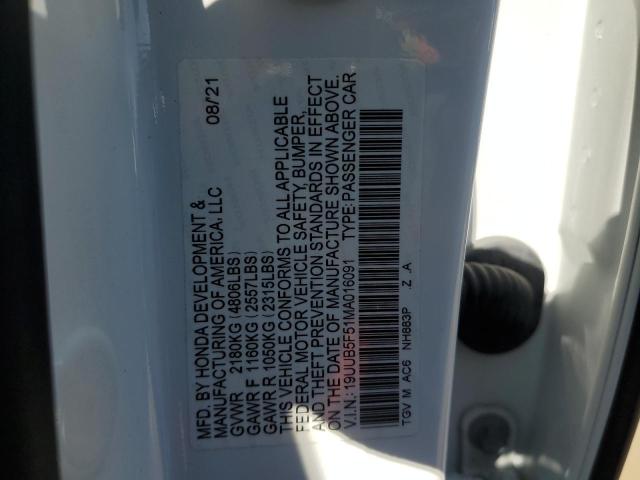 MFD. BY HONDA DEVELOPMENT & 08/21
MANUFACTURING OF AMERICA, LLC
GVWR 2180KG (4806LBS)
GAWR F 1160KG (2557LBS)
GAWR R 1050KG (2315LBS)
THIS VEHICLE CONFORMS TO ALL APPLICABLE
FEDERAL MOTOR VEHICLE SAFETY, BUMPER,
AND THEFT PREVENTION STANDARDS IN EFFECT
ON THE DATE OF MANUFACTURE SHOWN ABOVE.
V.I.N.: 19UUB5F51MA016091 TYPE: PASSENGER CAR
TGV M AC6 NH883P Z A